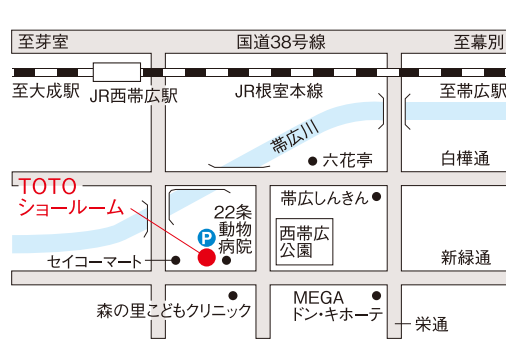 至芽室
国道38号線
至幕別
至大成駅
JR西帯広駅
JR根室本線
至帯広駅
帯広川
六花亭
白樺通
TOTO
ショールーム
22条
動物
病院
P
帯広しんきん
西帯広
公園
セイコーマート
新緑通
森の里こどもクリニック
MEGA
ドン・キホーテ
栄通